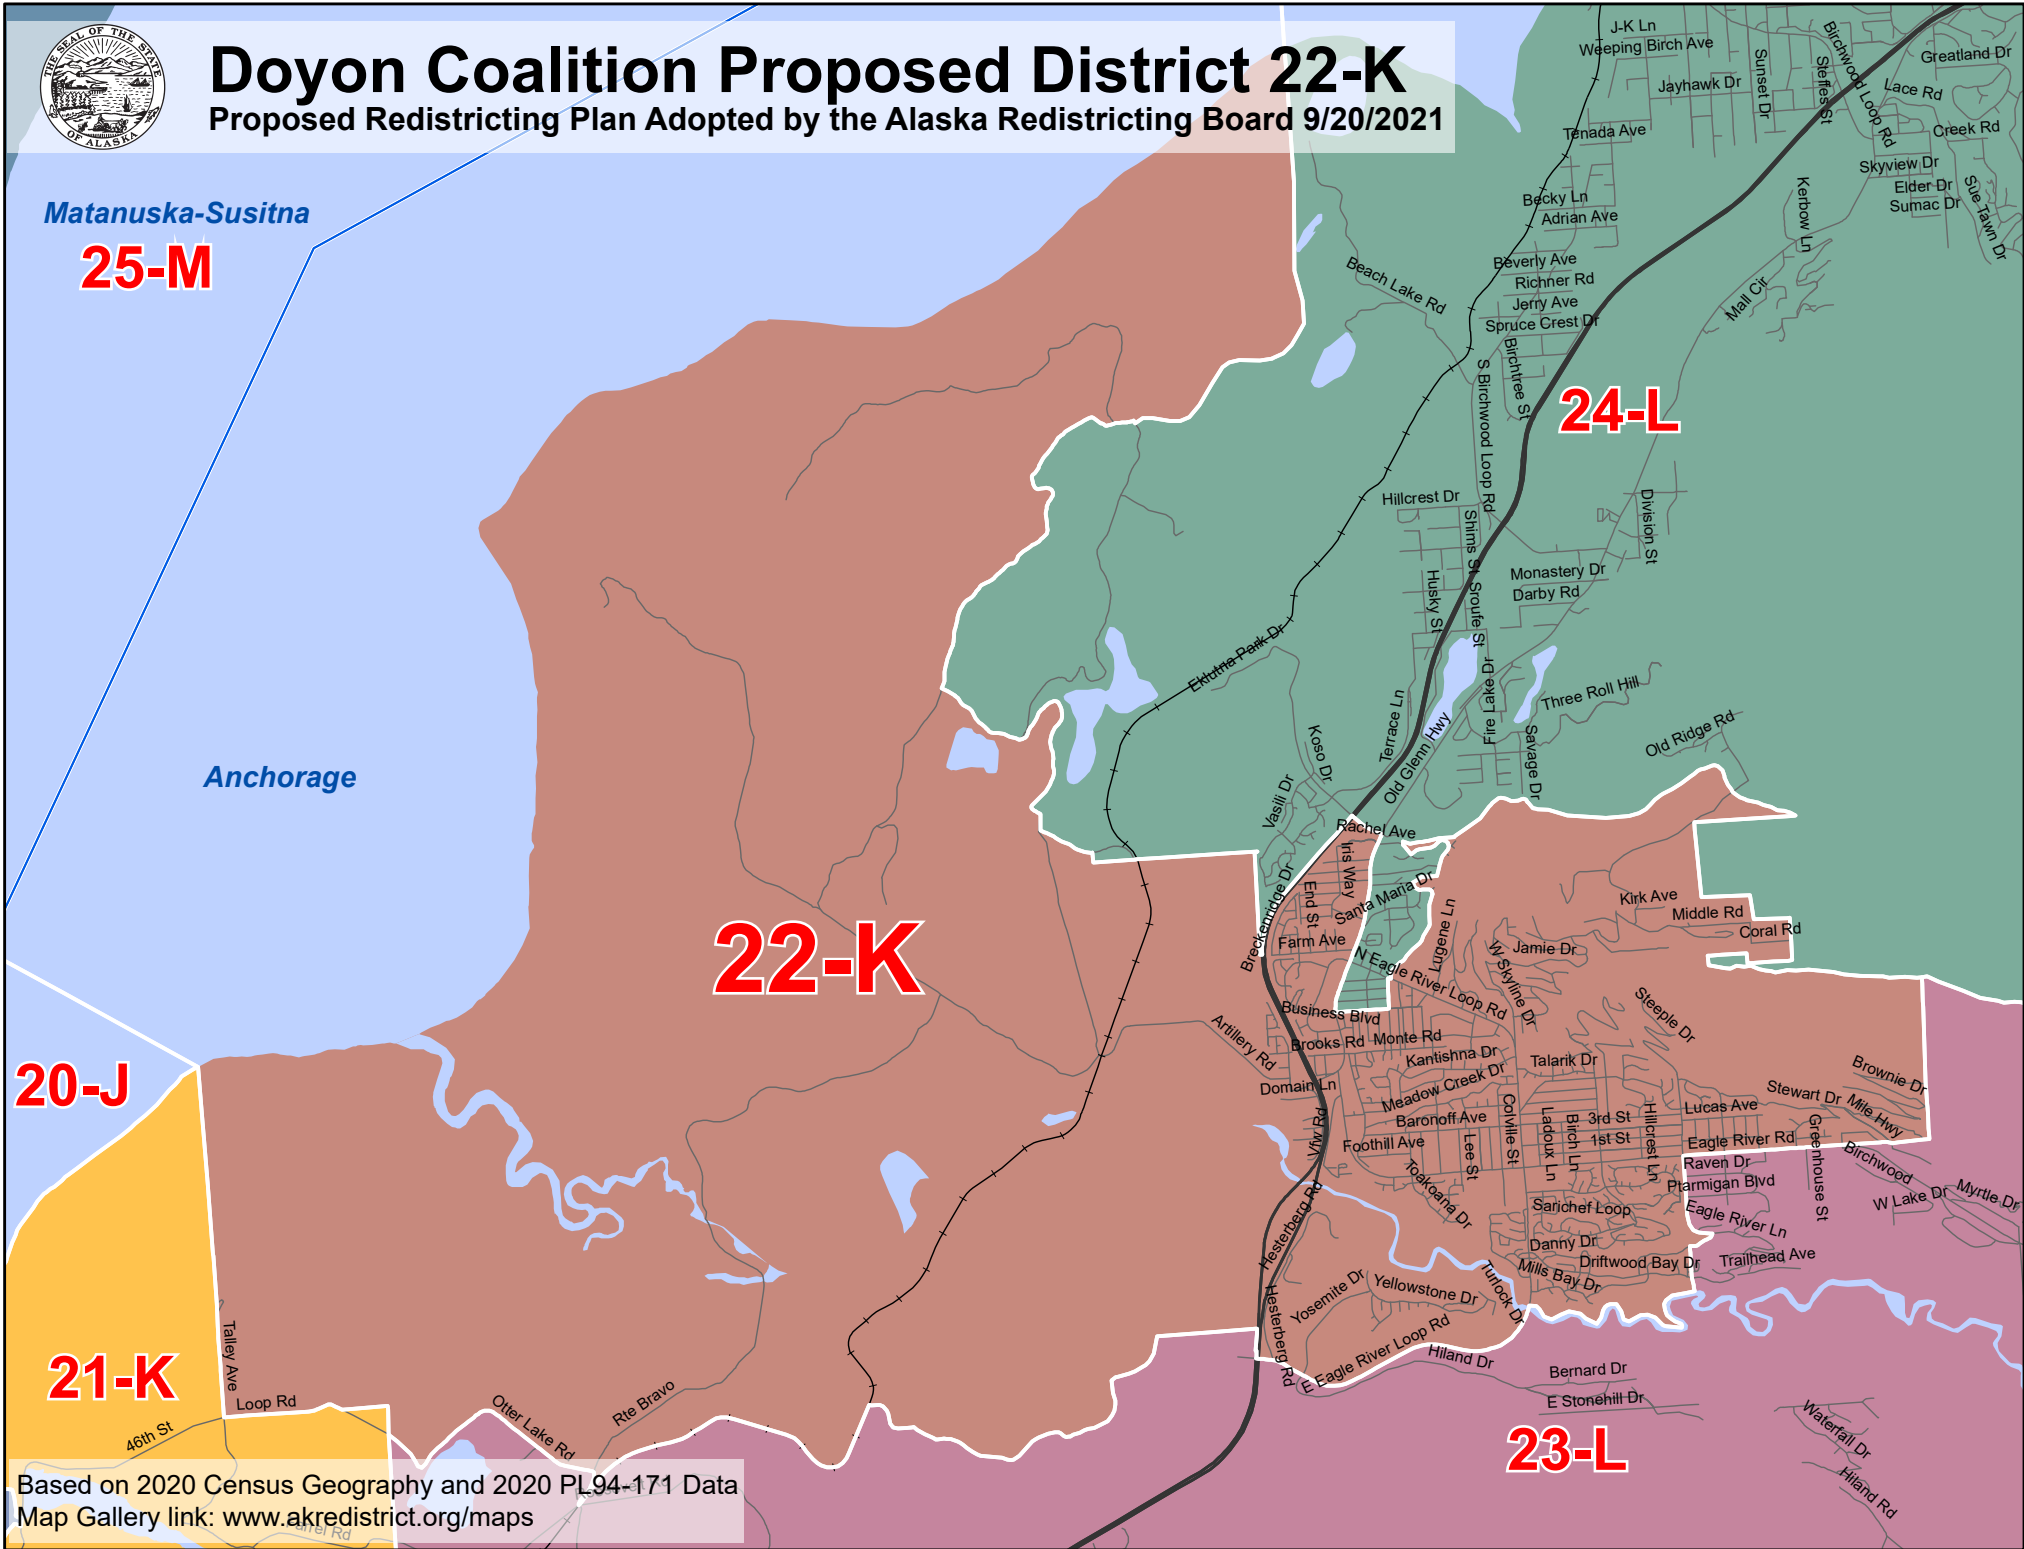 THE SEAL OF THE STATE
OF ALASKA
Doyon Coalition Proposed District 22-K
Proposed Redistricting Plan Adopted by the Alaska Redistricting Board 9/20/2021
J-K Ln
Weeping Birch Ave
Jayhawk Dr
Sunset Dr
Steffes St
Birchwood Loop Rd
Greatland Dr
Lace Rd
Creek Rd
Tenada Ave
Skyview Dr
Elder Dr
Sumac Dr
Sue Tawn Dr
Kerbow Ln
Becky Ln
Adrian Ave
Matanuska-Susitna
25-M
Beverly Ave
Richner Rd
Jerry Ave
Spruce Crest Dr
Beach Lake Rd
Mall Cir
Birchtree St
S Birchwood Loop Rd
24-L
Hillcrest Dr
Shims St
Division St
Monastery Dr
Darby Rd
Husky St
Sroufe St
Eklutna Park Dr
Fire Lake Dr
Three Roll Hill
Terrace Ln
Old Glenn Hwy
Savage Dr
Old Ridge Rd
Koso Dr
Anchorage
Vasili Dr
Rachel Ave
Iris Way
End St
Santa Maria Dr
Breckenridge Dr
Farm Ave
Lugene Ln
Kirk Ave
Middle Rd
Coral Rd
Jamie Dr
W Skyline Dr
N Eagle River Loop Rd
22-K
Steeple Dr
Business Blvd
Artillery Rd
Brooks Rd
Monte Rd
Kantishna Dr
Talarik Dr
Domain Ln
Meadow Creek Dr
Brownie Dr
Stewart Dr
Mile Hwy
20-J
Baronoff Ave
Colville St
Ladoux Ln
Birch Ln
3rd St
1st St
Hillcrest Ln
Lucas Ave
Eagle River Rd
Greenhouse St
Vfw Rd
Foothill Ave
Lee St
Toakoana Dr
Raven Dr
Ptarmigan Blvd
Birchwood
W Lake Dr
Myrtle Dr
Hesterberg Rd
Sarichef Loop
Eagle River Ln
Danny Dr
Driftwood Bay Dr
Trailhead Ave
Mills Bay Dr
Turlock Dr
Yosemite Dr
Yellowstone Dr
Hesterberg Rd
E Eagle River Loop Rd
Hiland Dr
Bernard Dr
E Stonehill Dr
21-K
Talley Ave
Loop Rd
46th St
Otter Lake Rd
Rte Bravo
23-L
Waterfall Dr
Hiland Rd
Based on 2020 Census Geography and 2020 PL94-171 Data
Map Gallery link: www.akredistrict.org/maps